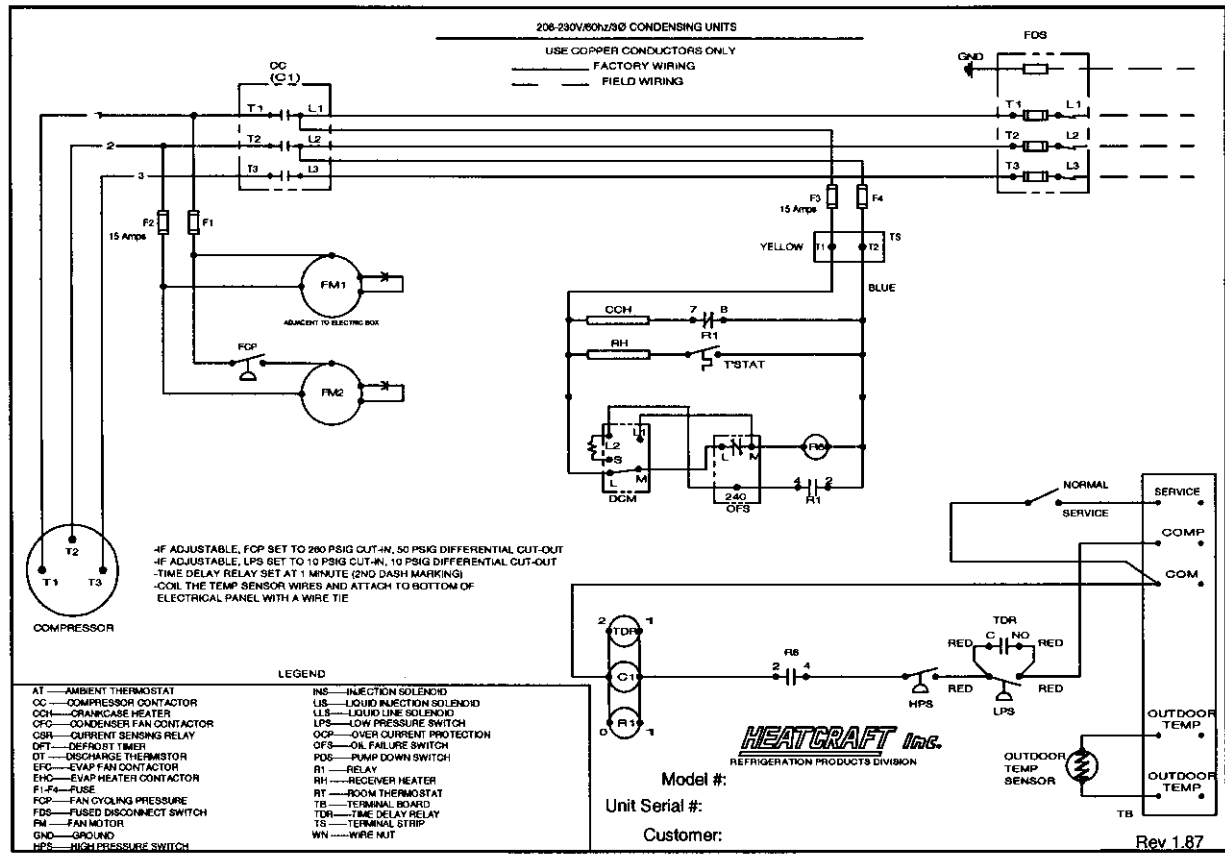 208-230V/60hz/3Ø CONDENSING UNITS
USE COPPER CONDUCTORS ONLY
FACTORY WIRING
FIELD WIRING
FDS
GND
CC
(C1)
T1 L1
T2 L2
T3 L3
T1 L1
T2 L2
T3 L3
2
3
F2 F1
15 Amps
F3 F4
15 Amps
TS
YELLOW T1 T2
BLUE
FM1
ADJACENT TO ELECTRIC BOX
FCP
FM2
CCH 7 8
R1
RH
T'STAT
L2 L1
S
L M
DCM
L M
240
OFS
R6
4 2
R1
NORMAL
SERVICE
SERVICE
COMP
COM
T2
T1 T3
COMPRESSOR
-IF ADJUSTABLE, FCP SET TO 260 PSIG CUT-IN, 50 PSIG DIFFERENTIAL CUT-OUT
-IF ADJUSTABLE, LPS SET TO 10 PSIG CUT-IN, 10 PSIG DIFFERENTIAL CUT-OUT
-TIME DELAY RELAY SET AT 1 MINUTE (2ND DASH MARKING)
-COIL THE TEMP SENSOR WIRES AND ATTACH TO BOTTOM OF
ELECTRICAL PANEL WITH A WIRE TIE
2 TDR 1
C1
0 R1 1
R6
2 4
HPS
TDR
RED C NO RED
RED RED
LPS
OUTDOOR
TEMP
OUTDOOR
TEMP
SENSOR
OUTDOOR
TEMP
TB
LEGEND
AT AMBIENT THERMOSTAT
CC COMPRESSOR CONTACTOR
CCH CRANKCASE HEATER
CFC CONDENSER FAN CONTACTOR
CSR CURRENT SENSING RELAY
DFT DEFROST TIMER
DT DISCHARGE THERMISTOR
EFC EVAP FAN CONTACTOR
EHC EVAP HEATER CONTACTOR
F1-F4 FUSE
FCP FAN CYCLING PRESSURE
FDS FUSED DISCONNECT SWITCH
FM FAN MOTOR
GND GROUND
HPS HIGH PRESSURE SWITCH
INS INJECTION SOLENOID
LIS LIQUID INJECTION SOLENOID
LLS LIQUID LINE SOLENOID
LPS LOW PRESSURE SWITCH
OCP OVER CURRENT PROTECTION
OFS OIL FAILURE SWITCH
PDS PUMP DOWN SWITCH
R1 RELAY
RH RECEIVER HEATER
RT ROOM THERMOSTAT
TB TERMINAL BOARD
TDR TIME DELAY RELAY
TS TERMINAL STRIP
WN WIRE NUT
HEATCRAFT Inc.
REFRIGERATION PRODUCTS DIVISION
Model #:
Unit Serial #:
Customer:
Rev 1.87